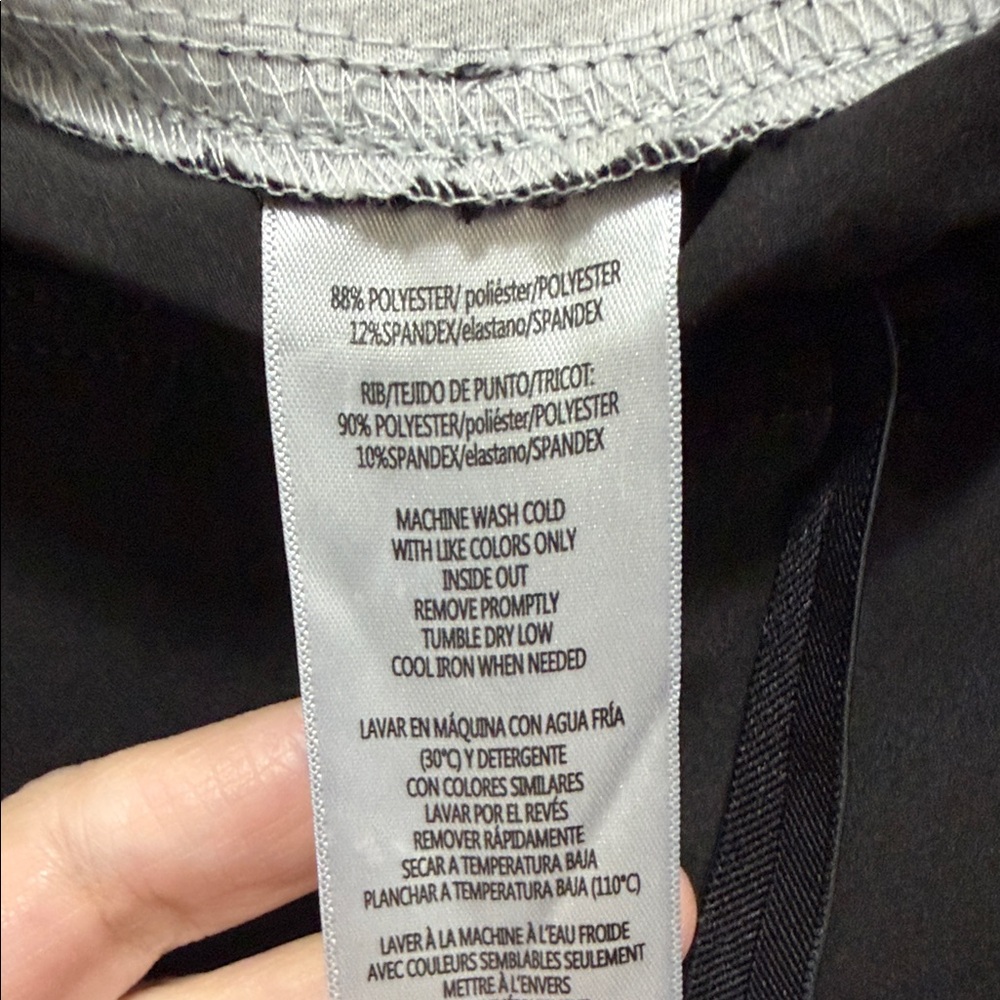 88% POLYESTER/ poliéster/POLYESTER
12%SPANDEX/elastano/SPANDEX
RIB/TEJIDO DE PUNTO/TRICOT:
90% POLYESTER/poliéster/POLYESTER
10%SPANDEX/elastano/SPANDEX
MACHINE WASH COLD
WITH LIKE COLORS ONLY
INSIDE OUT
REMOVE PROMPTLY
TUMBLE DRY LOW
COOL IRON WHEN NEEDED
LAVAR EN MÁQUINA CON AGUA FRÍA
(30°C) Y DETERGENTE
CON COLORES SIMILARES
LAVAR POR EL REVÉS
REMOVER RÁPIDAMENTE
SECAR A TEMPERATURA BAJA
PLANCHAR A TEMPERATURA BAJA (110°C)
LAVER À LA MACHINE À L'EAU FROIDE
AVEC COULEURS SEMBLABLES SEULEMENT
METTRE À L'ENVERS